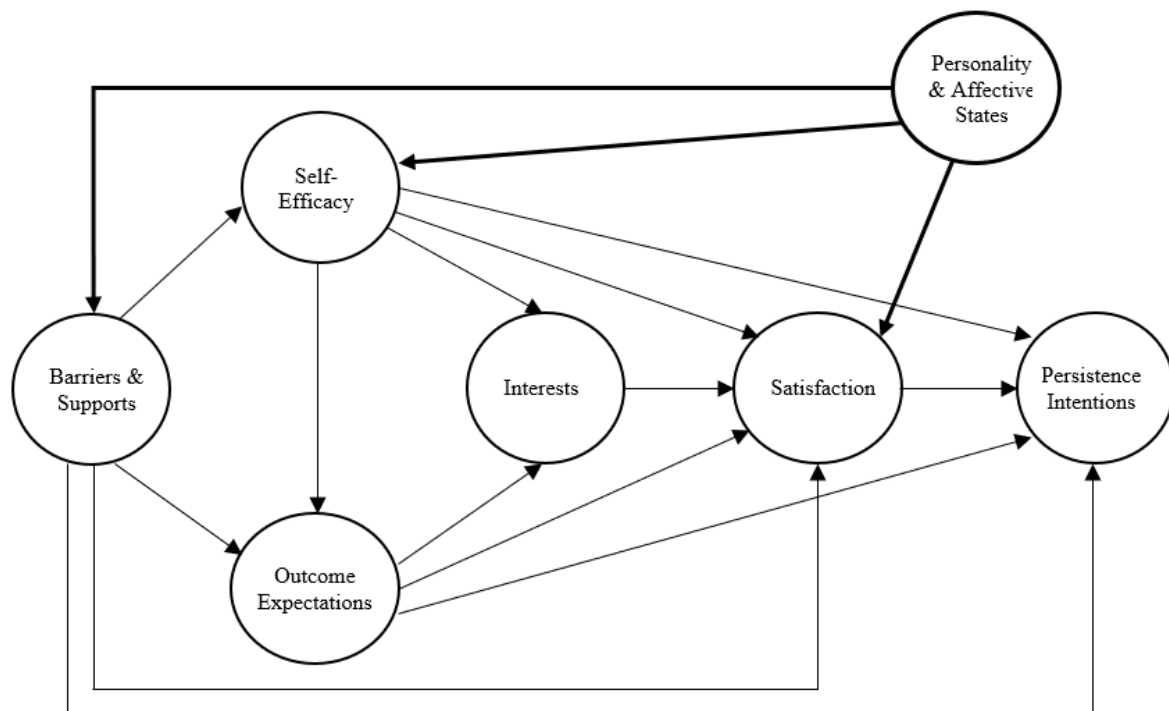 Personality
& Affective
States
Self-
Efficacy
Barriers &
Supports
Interests
Satisfaction
Persistence
Intentions
Outcome
Expectations